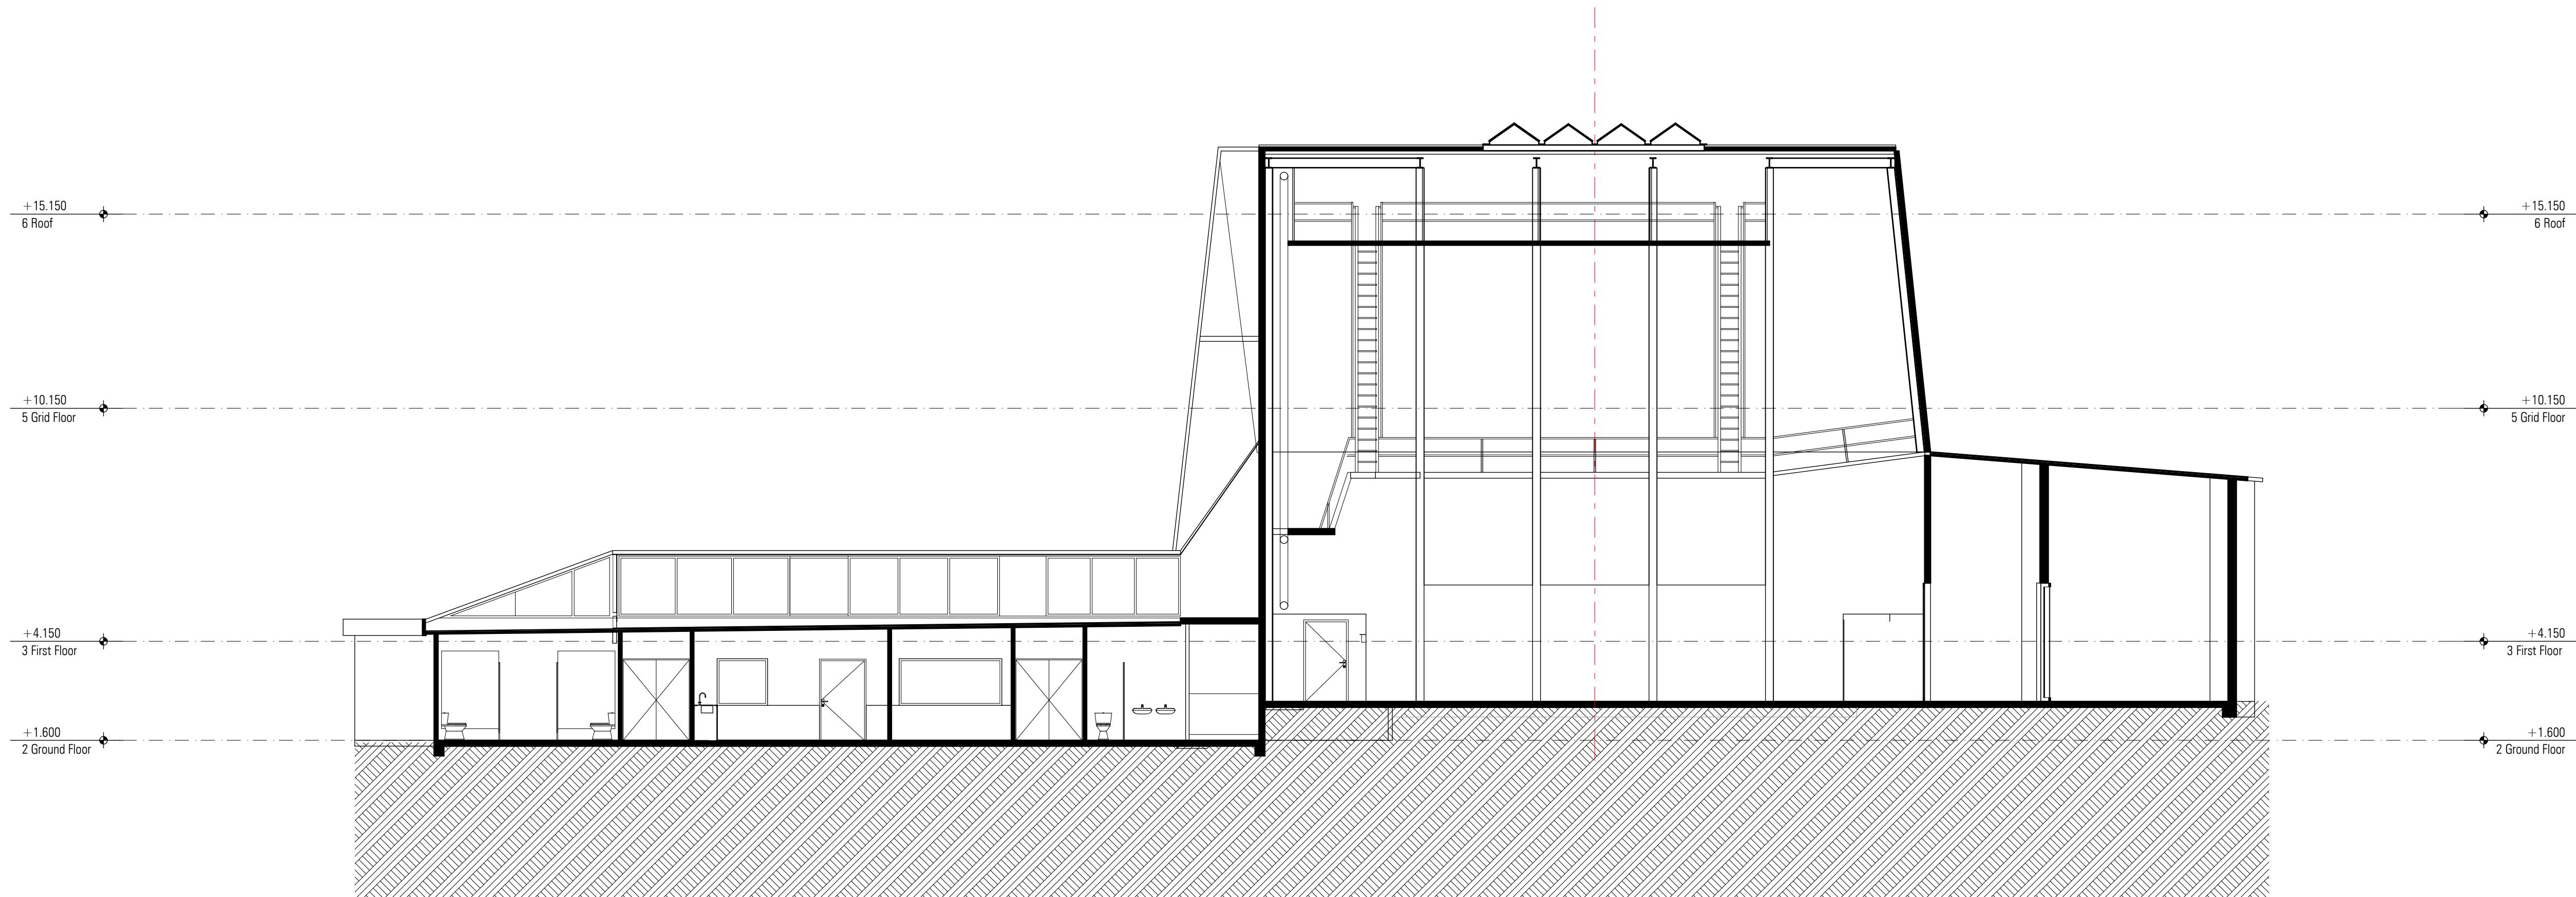 +15.150
6 Roof
+15.150
6 Roof
+10.150
5 Grid Floor
+10.150
5 Grid Floor
+4.150
3 First Floor
+4.150
3 First Floor
+1.600
2 Ground Floor
+1.600
2 Ground Floor